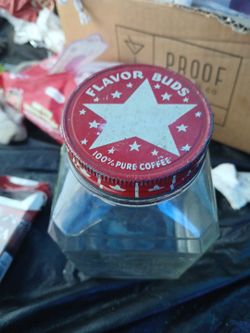 FLAVOR BUDS
100% PURE COFFEE
PROOF